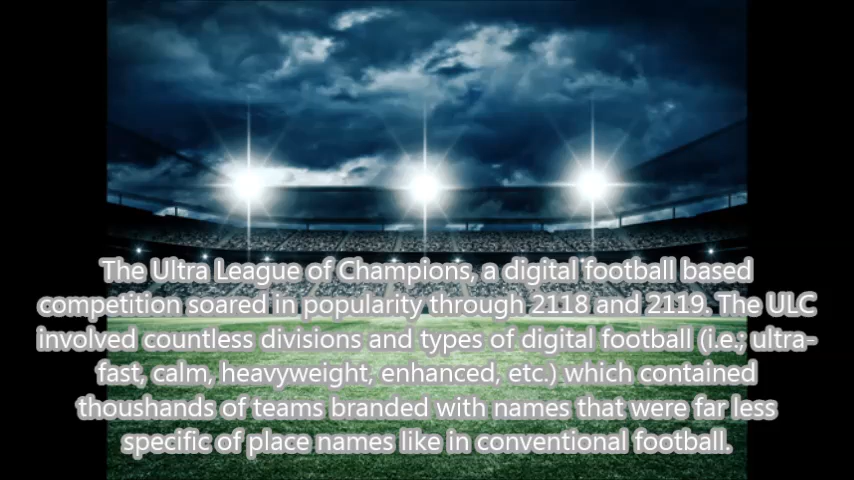 The Ultra League of Champions, a digital football based
competition soared in popularity through 2118 and 2119. The ULC
involved countless divisions and types of digital football (i.e.; ultra-
fast, calm, heavyweight, enhanced, etc.) which contained
thoushands of teams branded with names that were far less
specific of place names like in conventional football.